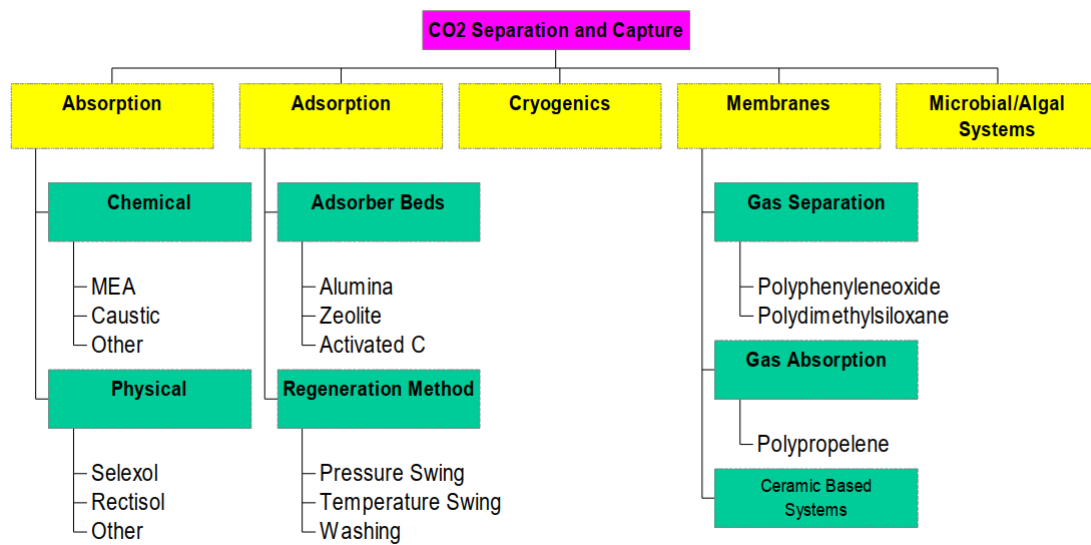 CO2 Separation and Capture
Absorption
Adsorption
Cryogenics
Membranes
Microbial/Algal
Systems
Chemical
MEA
Caustic
Other
Physical
Selexol
Rectisol
Other
Adsorber Beds
Alumina
Zeolite
Activated C
Regeneration Method
Pressure Swing
Temperature Swing
Washing
Gas Separation
Polyphenyleneoxide
Polydimethylsiloxane
Gas Absorption
Polypropelene
Ceramic Based
Systems